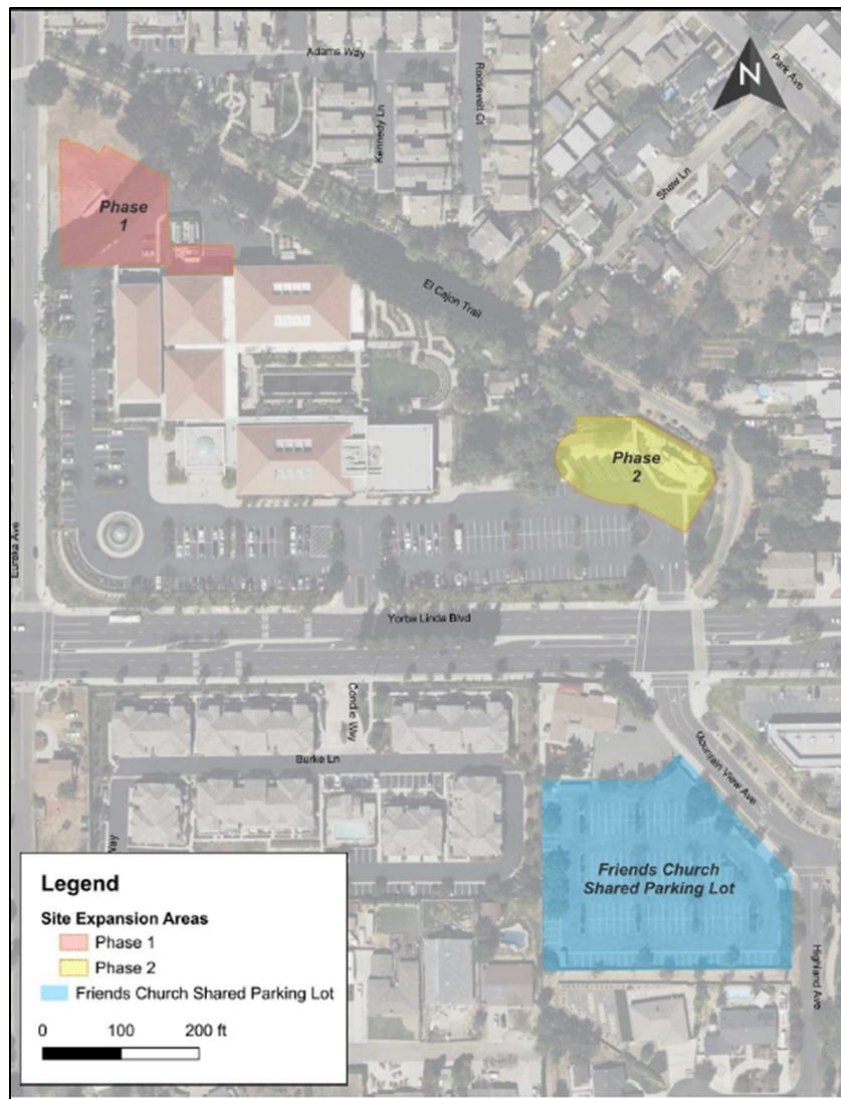 Adams Way
Roosevelt Ct
Park Ave
N
Kennedy Ln
Shaw Ln
Phase
1
El Cajon Trail
Phase
2
Eureka Ave
Yorba Linda Blvd
Condle Way
Mountain View Ave
Burke Ln
Way
Friends Church
Shared Parking Lot
Highland Ave
Legend
Site Expansion Areas
Phase 1
Phase 2
Friends Church Shared Parking Lot
0 100 200 ft